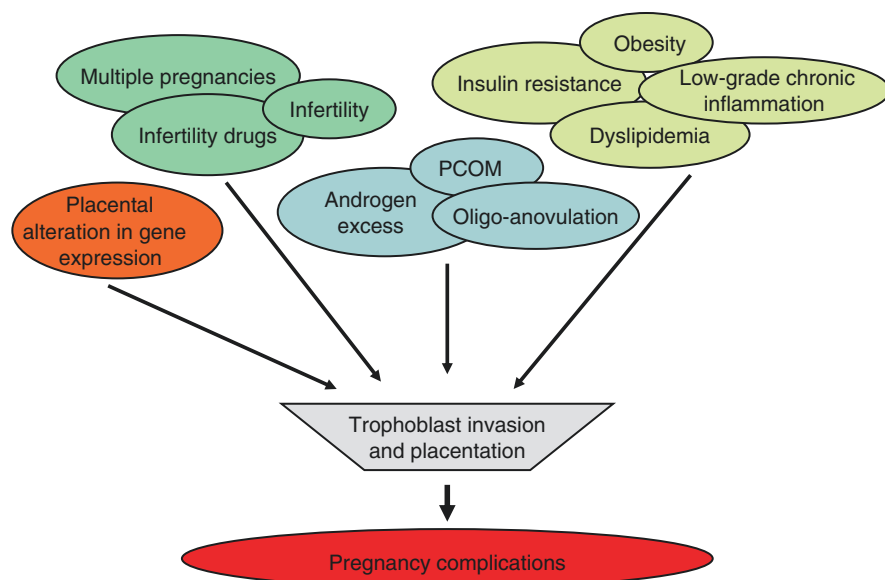 Multiple pregnancies
Infertility
Infertility drugs
Obesity
Insulin resistance
Low-grade chronic
inflammation
Dyslipidemia
PCOM
Androgen
excess
Oligo-anovulation
Placental
alteration in gene
expression
Trophoblast invasion
and placentation
Pregnancy complications